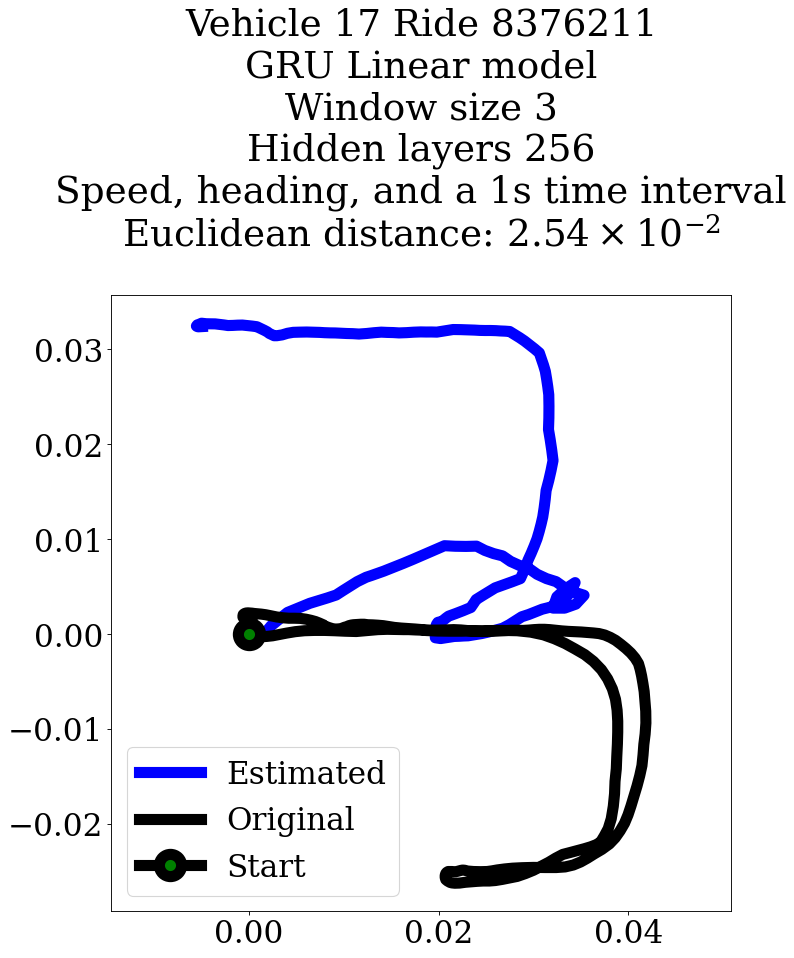 Vehicle 17 Ride 8376211
GRU Linear model
Window size 3
Hidden layers 256
Speed, heading, and a 1s time interval
Euclidean distance: 2.54 × 10⁻²
0.03
0.02
0.01
0.00
−0.01
−0.02
Estimated
Original
Start
0.00 0.02 0.04